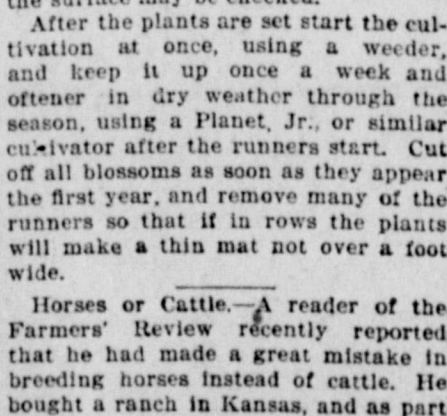 the surface may be checked.
After the plants are set start the cul-
tivation at once, using a weeder,
and keep it up once a week and
oftener in dry weather through the
season, using a Planet, Jr., or similar
cultivator after the runners start. Cut
off all blossoms as soon as they appear
the first year, and remove many of the
runners so that if in rows the plants
will make a thin mat not over a foot
wide.
Horses or Cattle.—A reader of the
Farmers' Review recently reported
that he had made a great mistake in
breeding horses instead of cattle. He
bought a ranch in Kansas, and as part